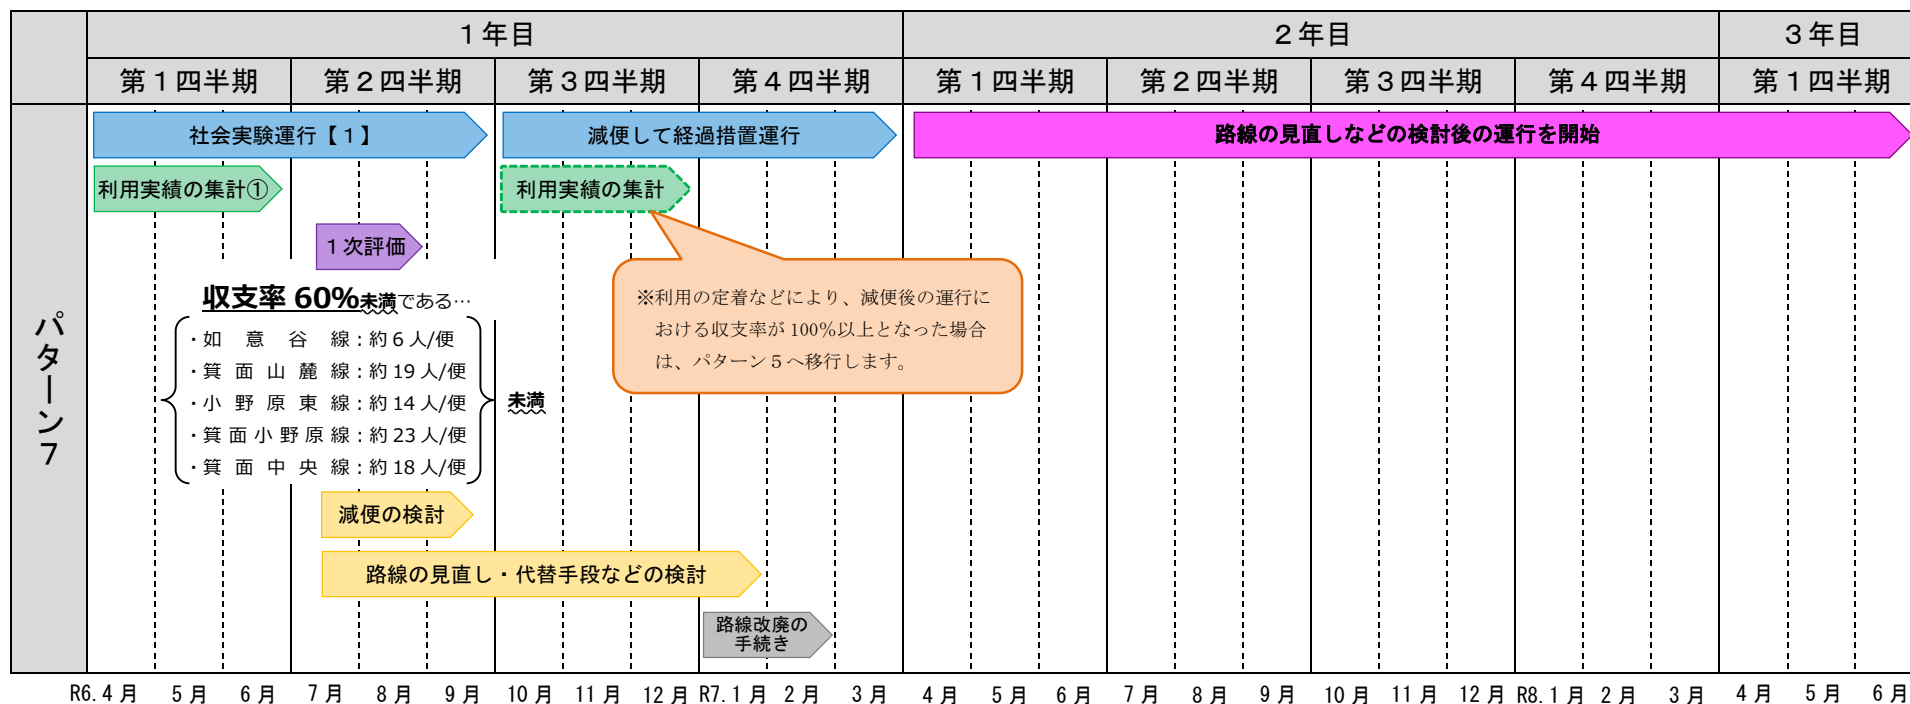 １年目
２年目
３年目
第１四半期
第２四半期
第３四半期
第４四半期
第１四半期
第２四半期
第３四半期
第４四半期
第１四半期
パターン７
社会実験運行【１】
減便して経過措置運行
路線の見直しなどの検討後の運行を開始
利用実績の集計①
利用実績の集計
１次評価
収支率 60%未満である…
・如意谷線：約 6 人/便
・箕面山麓線：約 19 人/便
・小野原東線：約 14 人/便
・箕面小野原線：約 23 人/便
・箕面中央線：約 18 人/便
未満
※利用の定着などにより、減便後の運行に
おける収支率が 100％以上となった場合
は、パターン５へ移行します。
減便の検討
路線の見直し・代替手段などの検討
路線改廃の
手続き
R6.４月
５月
６月
７月
８月
９月
10 月
11 月
12 月
R7.１月
２月
３月
４月
５月
６月
７月
８月
９月
10 月
11 月
12 月
R8.１月
２月
３月
４月
５月
６月